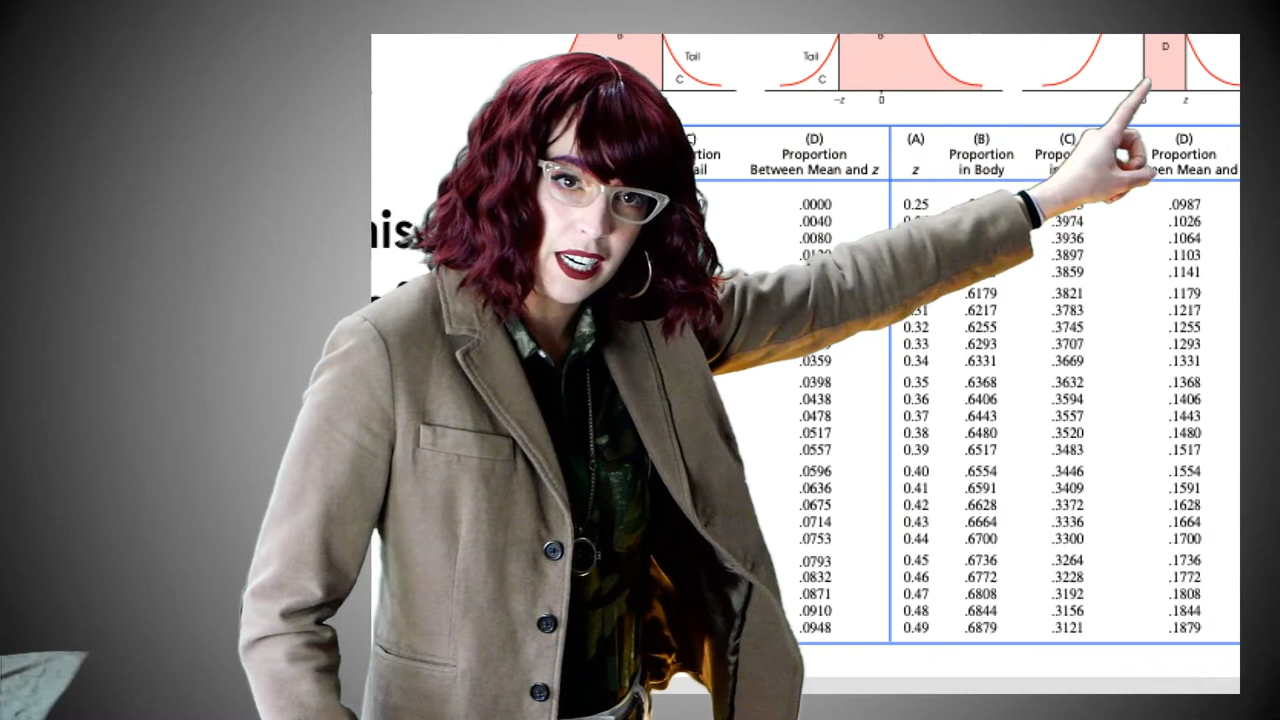 Tail Tail D
C C
−z 0 z
(D) (A) (B) (C) (D)
Proportion Proportion Proportion
Between Mean and z z in Body Mean and
.0000 0.25 .0987
.0040 .3974 .1026
.0080 .3936 .1064
.3897 .1103
.3859 .1141
.6179 .3821 .1179
.6217 .3783 .1217
0.32 .6255 .3745 .1255
0.33 .6293 .3707 .1293
.0359 0.34 .6331 .3669 .1331
.0398 0.35 .6368 .3632 .1368
.0438 0.36 .6406 .3594 .1406
.0478 0.37 .6443 .3557 .1443
.0517 0.38 .6480 .3520 .1480
.0557 0.39 .6517 .3483 .1517
.0596 0.40 .6554 .3446 .1554
.0636 0.41 .6591 .3409 .1591
.0675 0.42 .6628 .3372 .1628
.0714 0.43 .6664 .3336 .1664
.0753 0.44 .6700 .3300 .1700
.0793 0.45 .6736 .3264 .1736
.0832 0.46 .6772 .3228 .1772
.0871 0.47 .6808 .3192 .1808
.0910 0.48 .6844 .3156 .1844
.0948 0.49 .6879 .3121 .1879